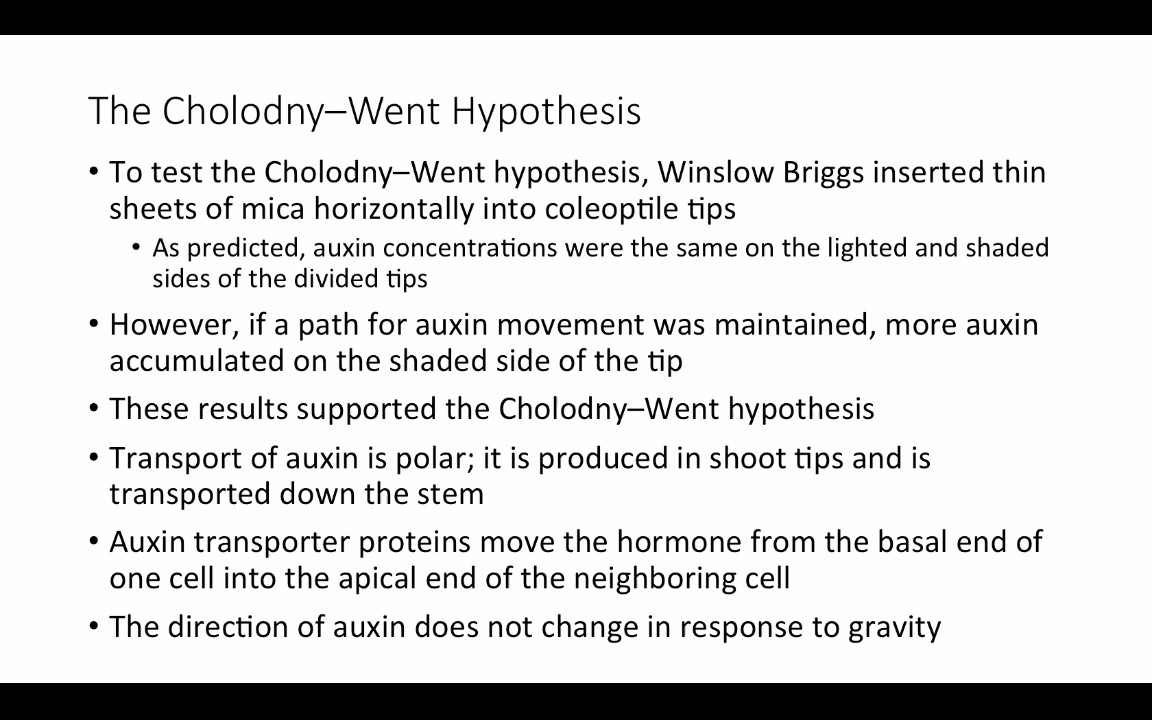 The Cholodny–Went Hypothesis
• To test the Cholodny–Went hypothesis, Winslow Briggs inserted thin
sheets of mica horizontally into coleoptile tips
• As predicted, auxin concentrations were the same on the lighted and shaded
sides of the divided tips
• However, if a path for auxin movement was maintained, more auxin
accumulated on the shaded side of the tip
• These results supported the Cholodny–Went hypothesis
• Transport of auxin is polar; it is produced in shoot tips and is
transported down the stem
• Auxin transporter proteins move the hormone from the basal end of
one cell into the apical end of the neighboring cell
• The direction of auxin does not change in response to gravity